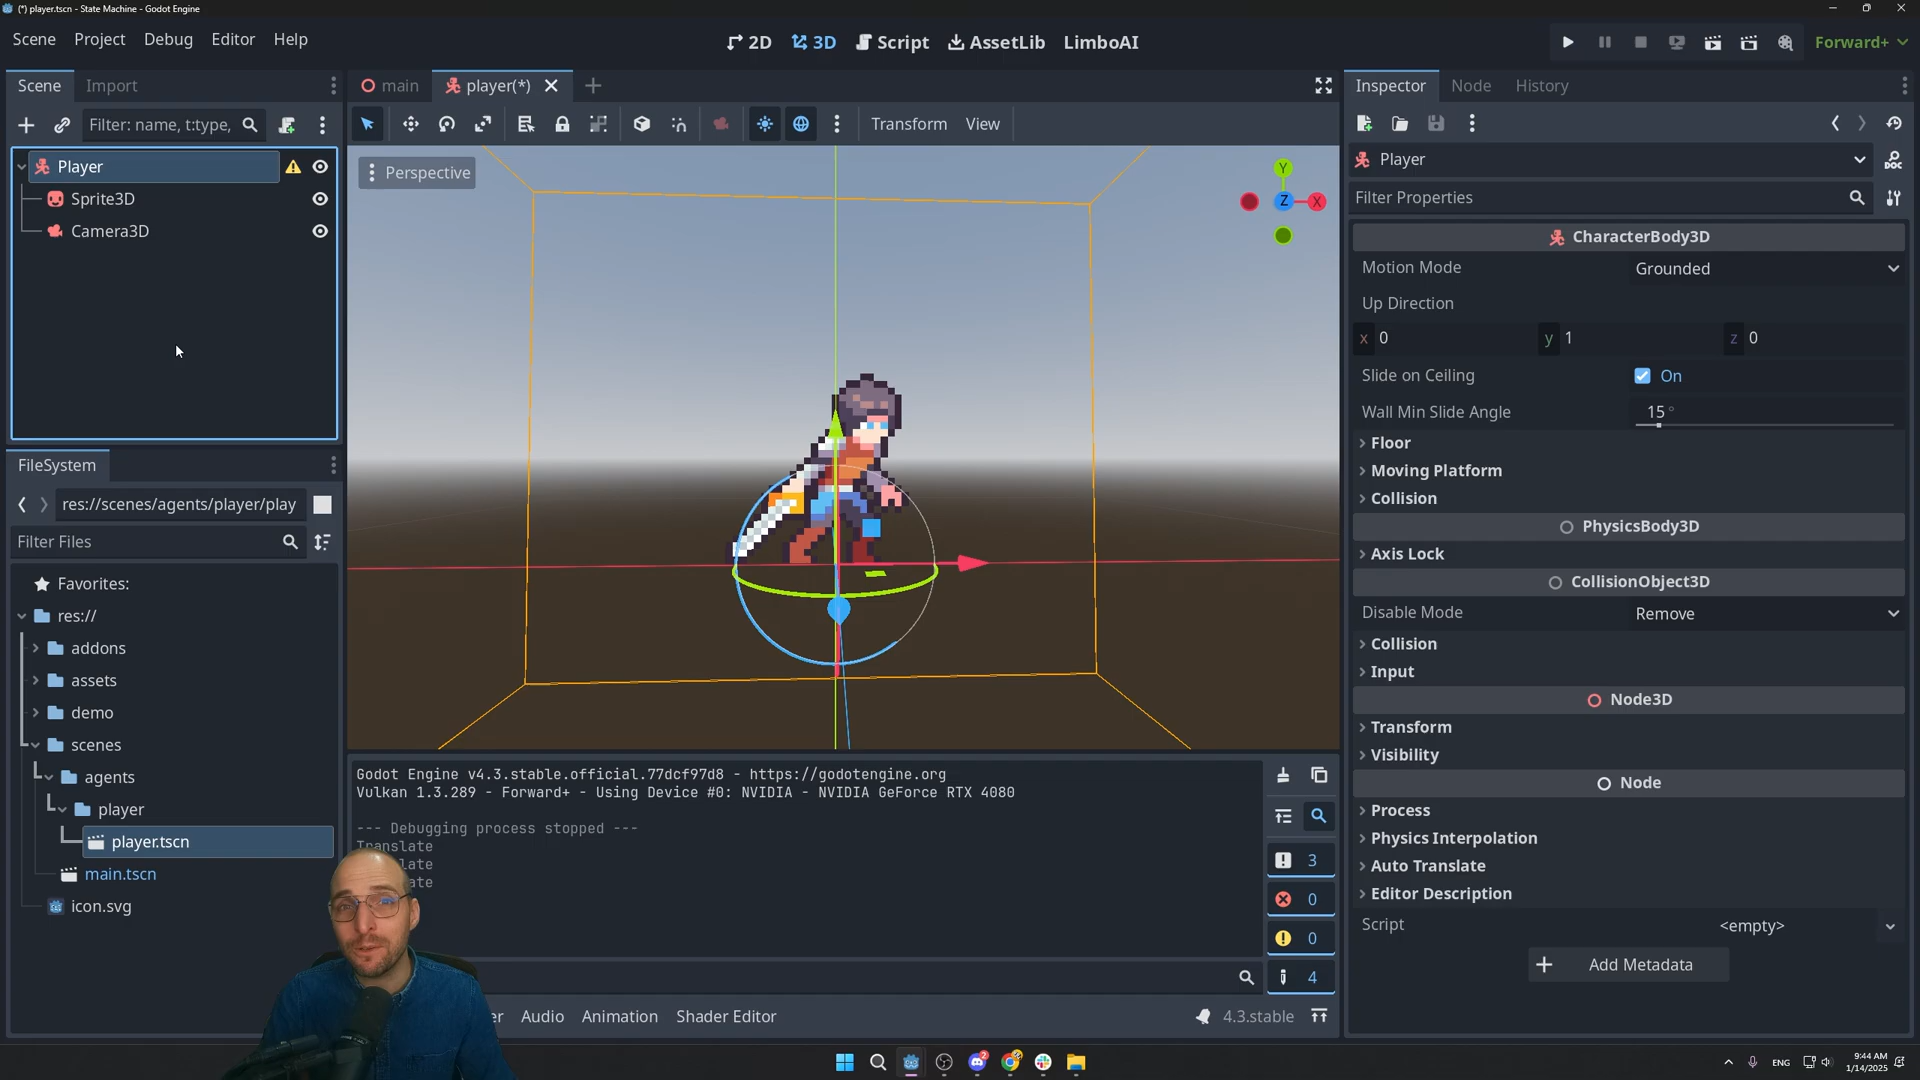 (*) player.tscn - State Machine - Godot Engine
Scene Project Debug Editor Help
2D 3D Script AssetLib LimboAI
Forward+
Scene Import
Filter: name, t:type,
Player
Sprite3D
Camera3D
FileSystem
res://scenes/agents/player/play
Filter Files
Favorites:
res://
addons
assets
demo
scenes
agents
player
player.tscn
main.tscn
icon.svg
main player(*)
Transform View
Perspective
Y
Z
X
Godot Engine v4.3.stable.official.77dcf97d8 - https://godotengine.org
Vulkan 1.3.289 - Forward+ - Using Device #0: NVIDIA - NVIDIA GeForce RTX 4080
--- Debugging process stopped ---
Translate
late
ate
3
0
0
4
er Audio Animation Shader Editor
4.3.stable
Inspector Node History
Player
Filter Properties
CharacterBody3D
Motion Mode Grounded
Up Direction
x 0 y 1 z 0
Slide on Ceiling On
Wall Min Slide Angle 15 °
Floor
Moving Platform
Collision
PhysicsBody3D
Axis Lock
CollisionObject3D
Disable Mode Remove
Collision
Input
Node3D
Transform
Visibility
Node
Process
Physics Interpolation
Auto Translate
Editor Description
Script <empty>
Add Metadata
2
ENG
9:44 AM
1/14/2025